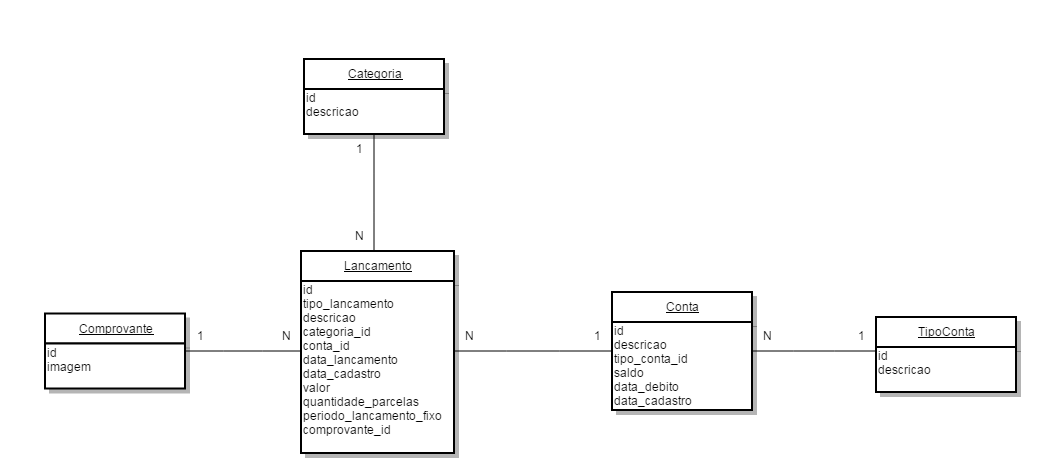 Categoria
id
descricao
1
N
Lancamento
id
tipo_lancamento
descricao
categoria_id
conta_id
data_lancamento
data_cadastro
valor
quantidade_parcelas
periodo_lancamento_fixo
comprovante_id
Comprovante
id
imagem
1
N
N
1
Conta
id
descricao
tipo_conta_id
saldo
data_debito
data_cadastro
N
1
TipoConta
id
descricao